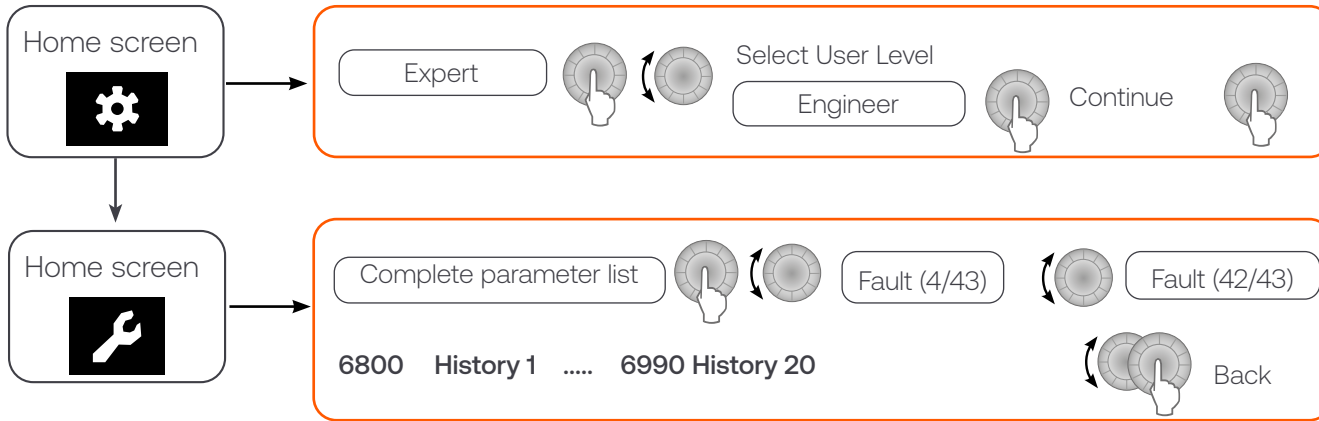 Home screen
Expert
Select User Level
Engineer
Continue
Home screen
Complete parameter list
Fault (4/43)
Fault (42/43)
6800 History 1 ..... 6990 History 20
Back